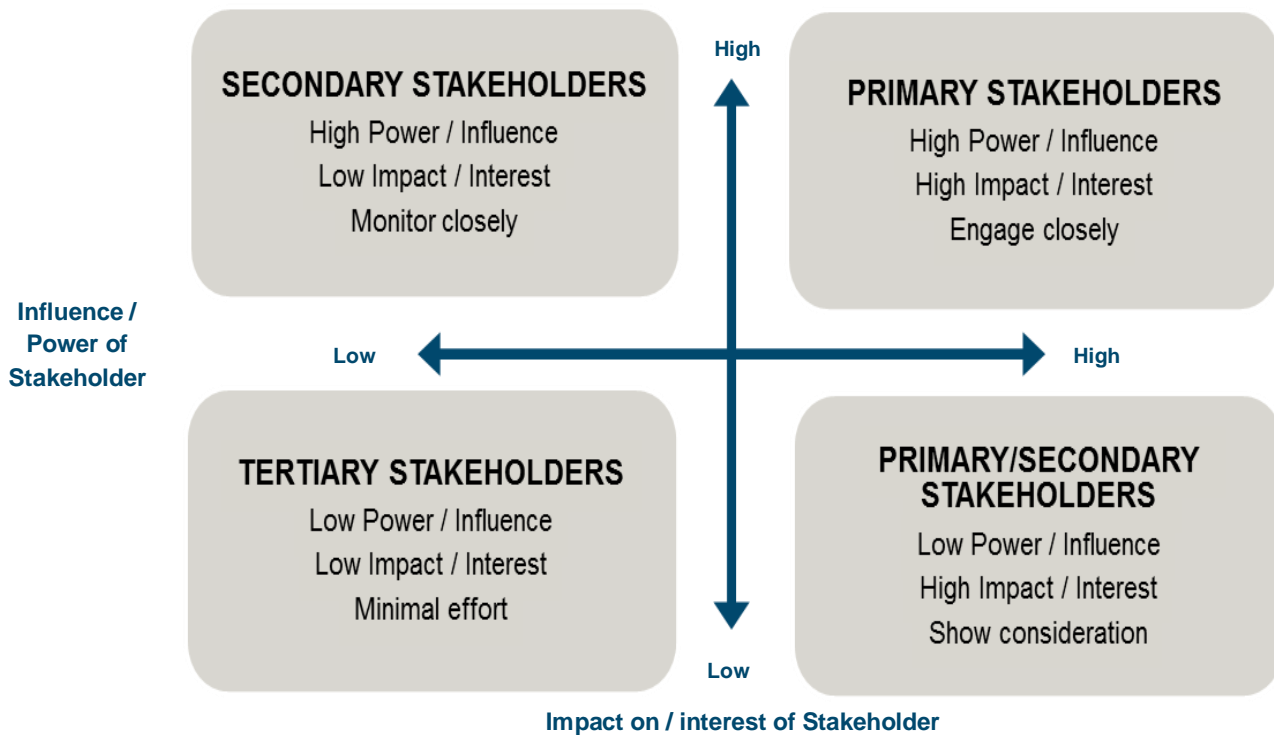 High
SECONDARY STAKEHOLDERS
High Power / Influence
Low Impact / Interest
Monitor closely
PRIMARY STAKEHOLDERS
High Power / Influence
High Impact / Interest
Engage closely
Influence /
Power of
Stakeholder
Low
High
TERTIARY STAKEHOLDERS
Low Power / Influence
Low Impact / Interest
Minimal effort
PRIMARY/SECONDARY
STAKEHOLDERS
Low Power / Influence
High Impact / Interest
Show consideration
Low
Impact on / interest of Stakeholder